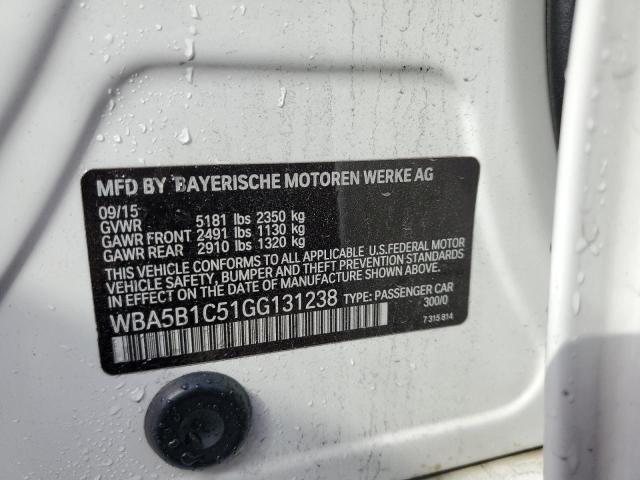 MFD BY BAYERISCHE MOTOREN WERKE AG
09/15
GVWR 5181 lbs 2350 kg
GAWR FRONT 2491 lbs 1130 kg
GAWR REAR 2910 lbs 1320 kg
THIS VEHICLE CONFORMS TO ALL APPLICABLE U.S.FEDERAL MOTOR
VEHICLE SAFETY, BUMPER AND THEFT PREVENTION STANDARDS
IN EFFECT ON THE DATE OF MANUFACTURE SHOWN ABOVE.
WBA5B1C51GG131238 TYPE: PASSENGER CAR
300/0
7 315 814